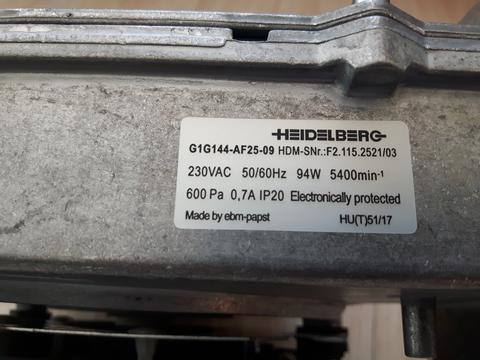 HEIDELBERG
G1G144-AF25-09 HDM-SNr.:F2.115.2521/03
230VAC 50/60Hz 94W 5400min-1
600 Pa 0,7A IP20 Electronically protected
Made by ebm-papst HU(T)51/17